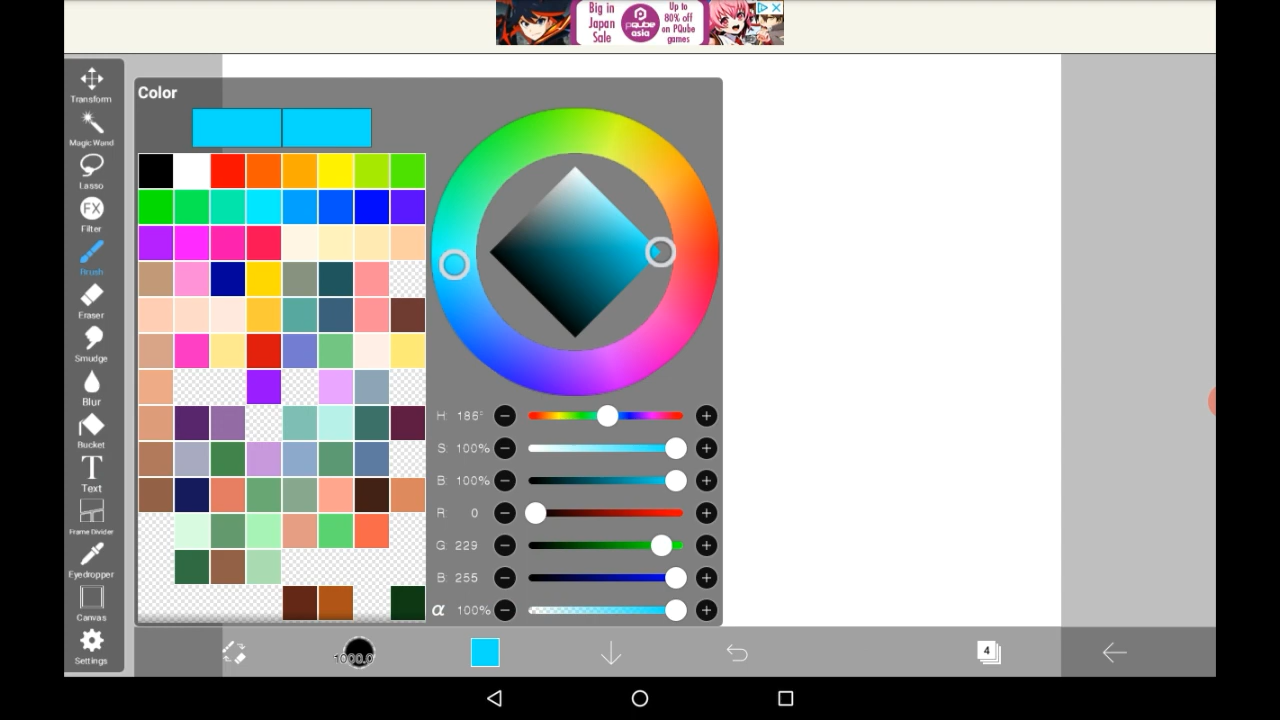 Big in
Japan
Sale
PQube
asia
Up to
80% off
on PQube
games
Color
Transform
Magic Wand
Lasso
FX
Filter
Brush
Eraser
Smudge
Blur
Bucket
T
Text
Frame Divider
Eyedropper
Canvas
Settings
H: 186°
S: 100%
B: 100%
R: 0
G: 229
B: 255
α 100%
1000.0
4